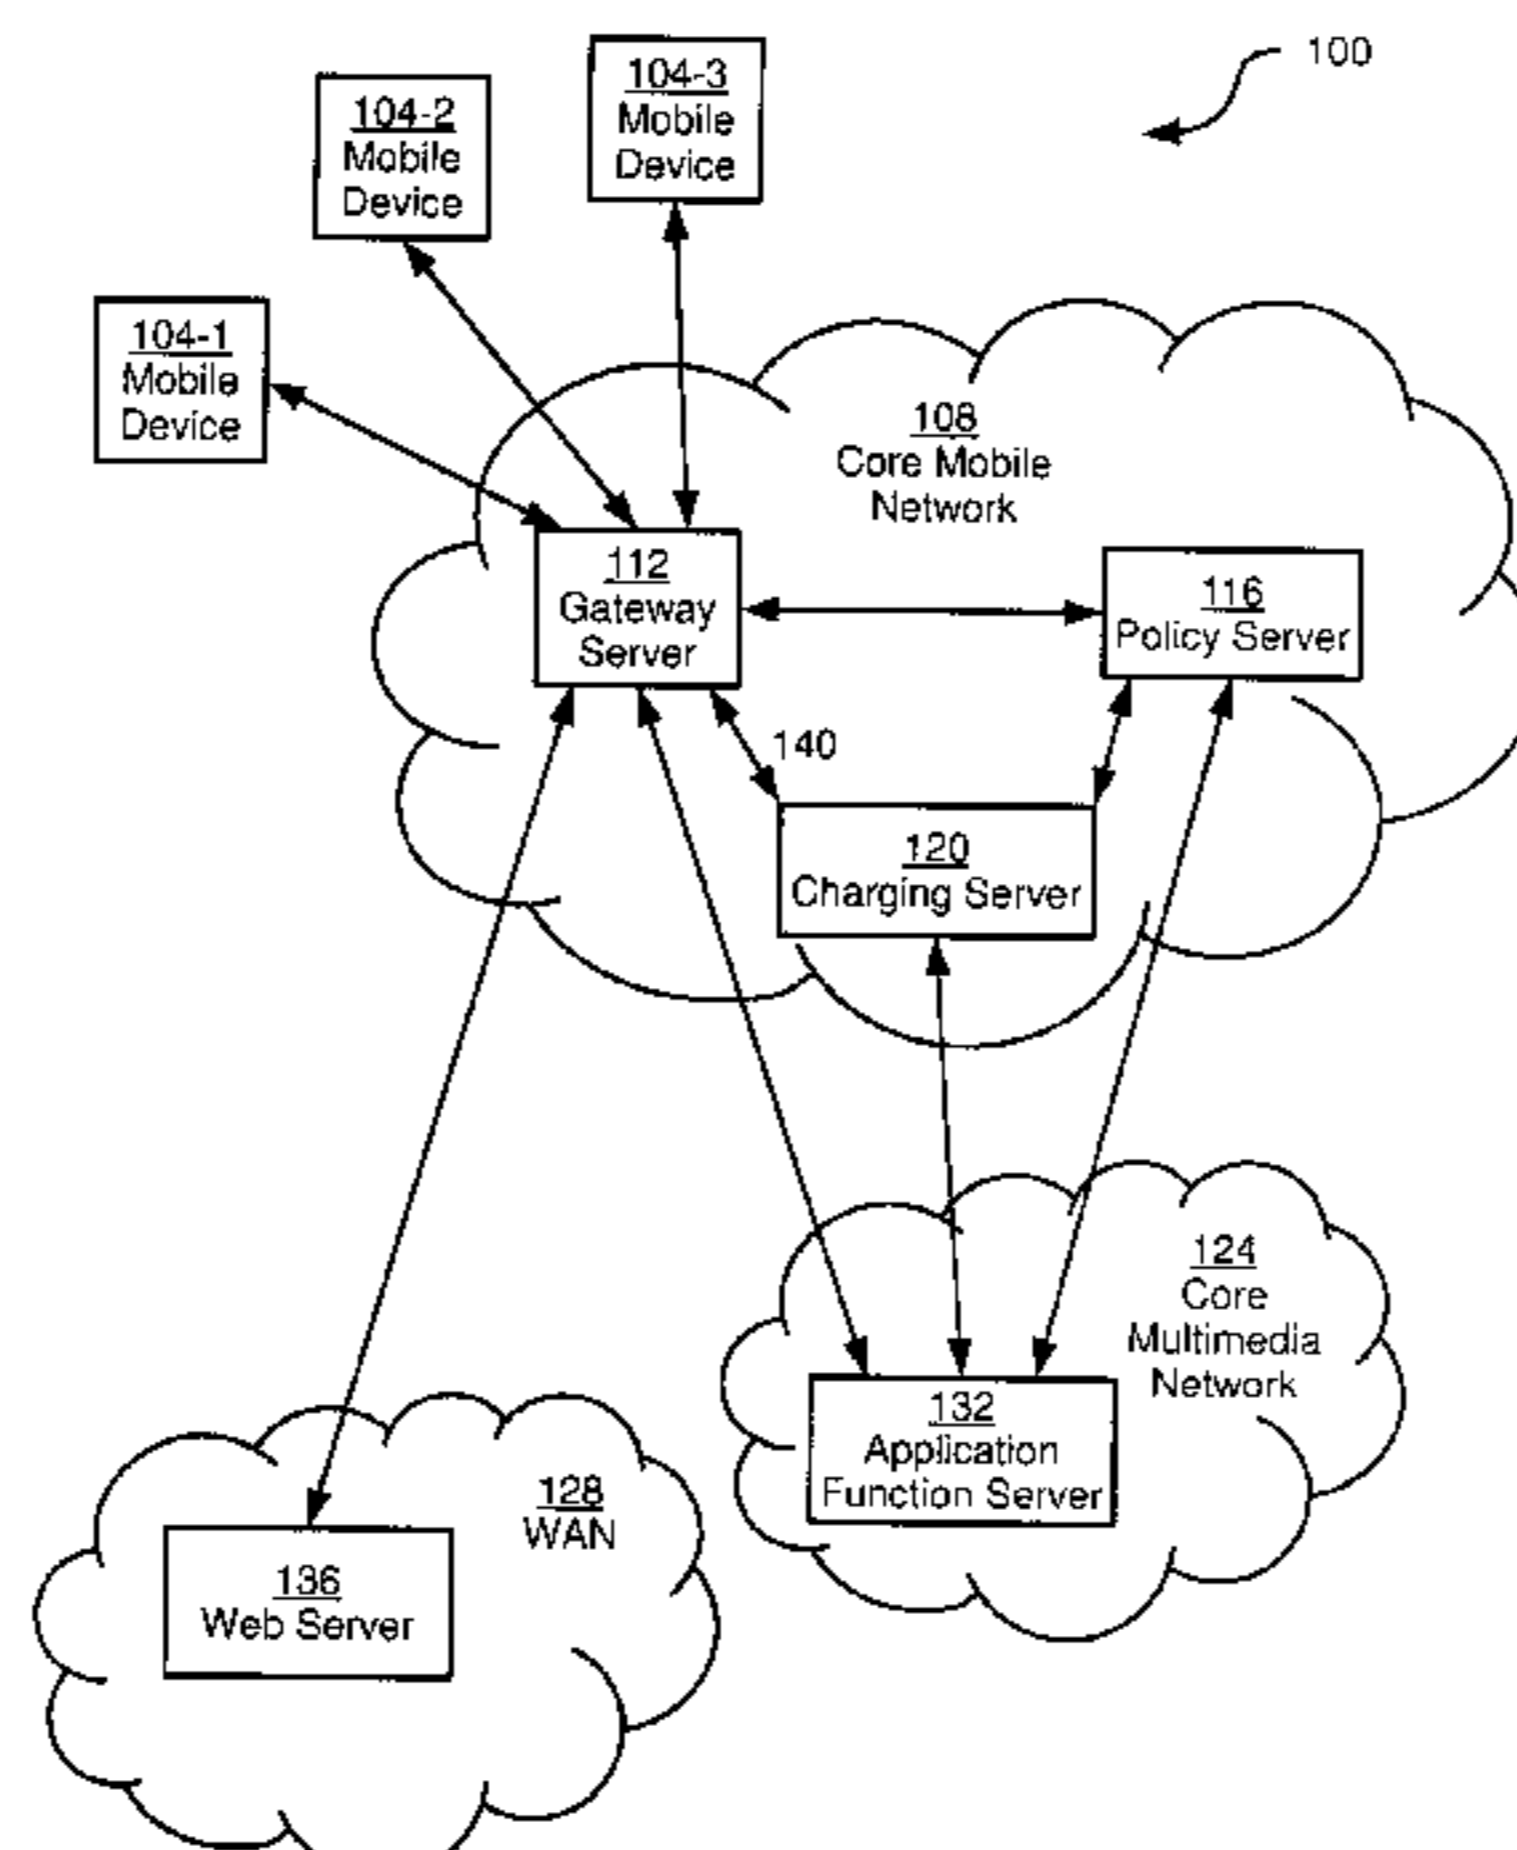 100
104-3
Mobile
Device
104-2
Mobile
Device
104-1
Mobile
Device
108
Core Mobile
Network
112
Gateway
Server
116
Policy Server
140
120
Charging Server
124
Core
Multimedia
Network
132
Application
Function Server
128
WAN
136
Web Server